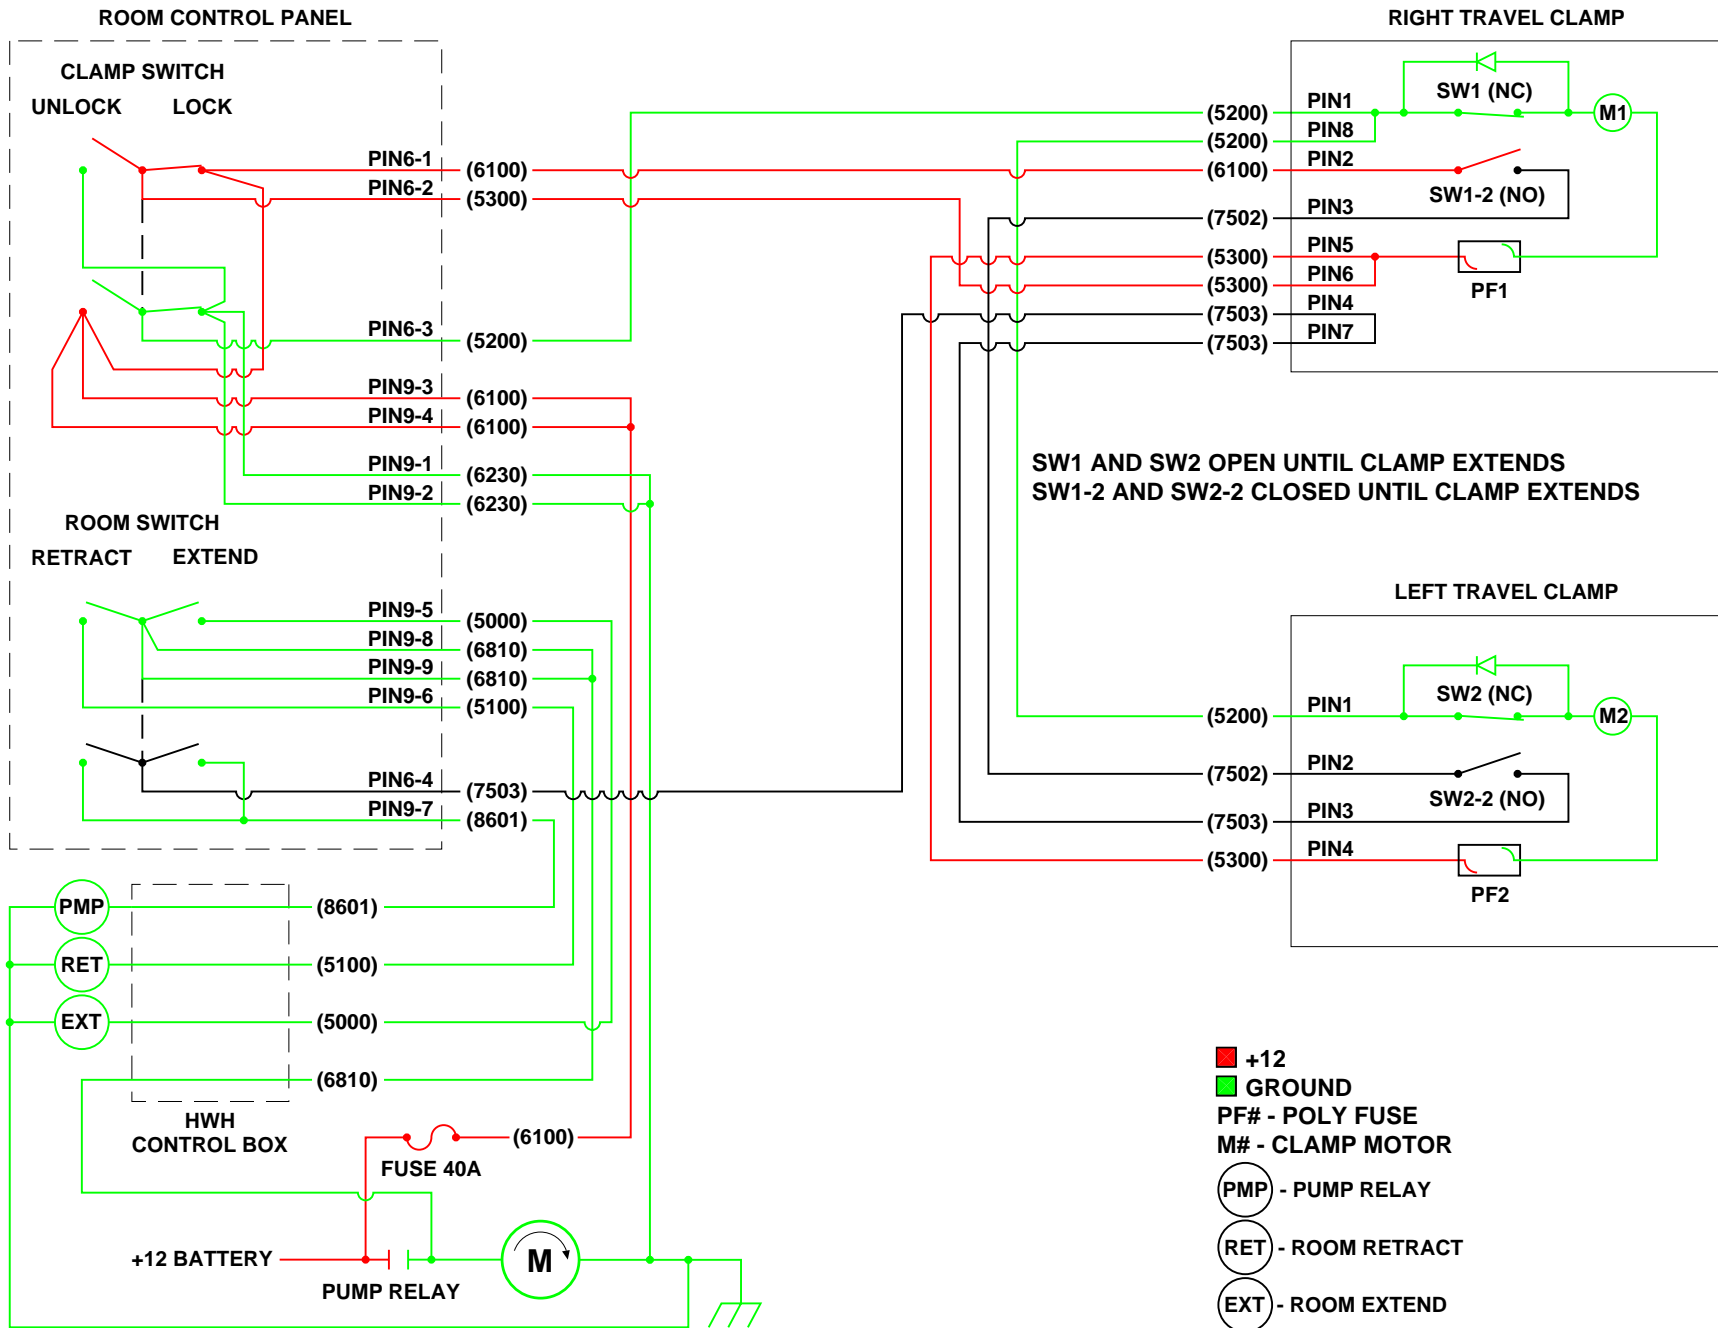 ROOM CONTROL PANEL
CLAMP SWITCH
UNLOCK LOCK
PIN6-1 (6100)
PIN6-2 (5300)
PIN6-3 (5200)
PIN9-3 (6100)
PIN9-4 (6100)
PIN9-1 (6230)
PIN9-2 (6230)
ROOM SWITCH
RETRACT EXTEND
PIN9-5 (5000)
PIN9-8 (6810)
PIN9-9 (6810)
PIN9-6 (5100)
PIN6-4 (7503)
PIN9-7 (8601)
PMP (8601)
RET (5100)
EXT (5000)
(6810)
HWH
CONTROL BOX
FUSE 40A
(6100)
+12 BATTERY
PUMP RELAY
M
RIGHT TRAVEL CLAMP
(5200) PIN1
(5200) PIN8
(6100) PIN2
(7502) PIN3
(5300) PIN5
(5300) PIN6
(7503) PIN4
(7503) PIN7
SW1 (NC)
M1
SW1-2 (NO)
PF1
SW1 AND SW2 OPEN UNTIL CLAMP EXTENDS
SW1-2 AND SW2-2 CLOSED UNTIL CLAMP EXTENDS
LEFT TRAVEL CLAMP
(5200) PIN1
(7502) PIN2
(7503) PIN3
(5300) PIN4
SW2 (NC)
M2
SW2-2 (NO)
PF2
+12
GROUND
PF# - POLY FUSE
M# - CLAMP MOTOR
PMP - PUMP RELAY
RET - ROOM RETRACT
EXT - ROOM EXTEND